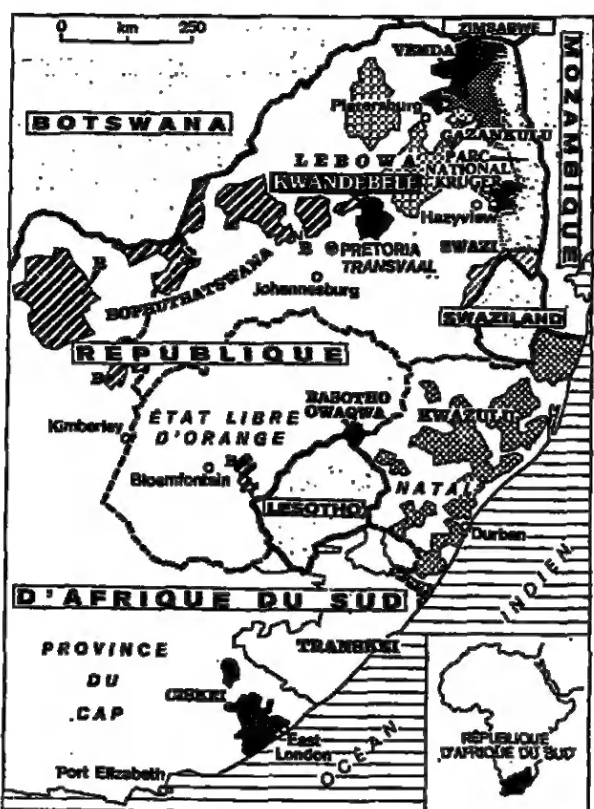 0 km 250
ZIMBABWE
VENDA
MOZAMBIQUE
Pietersburg
BOTSWANA
GAZANKULU
LEBOWA
PARC
NATIONAL
KRUGER
KWANDEBELE
Hazyview
B
PRETORIA
SWAZI
TRANSVAAL
B
BOPHUTHATSWANA
Johannesburg
SWAZILAND
REPUBLIQUE
B
BASOTHO
QWAQWA
KWAZULU
Kimberley
ÉTAT LIBRE
D'ORANGE
B
Bloemfontein
NATAL
LESOTHO
Durban
D'AFRIQUE DU SUD
INDIEN
PROVINCE
DU
CAP
TRANSKEI
CISKEI
East
London
OCÉAN
Port Elizabeth
RÉPUBLIQUE
D'AFRIQUE DU SUD